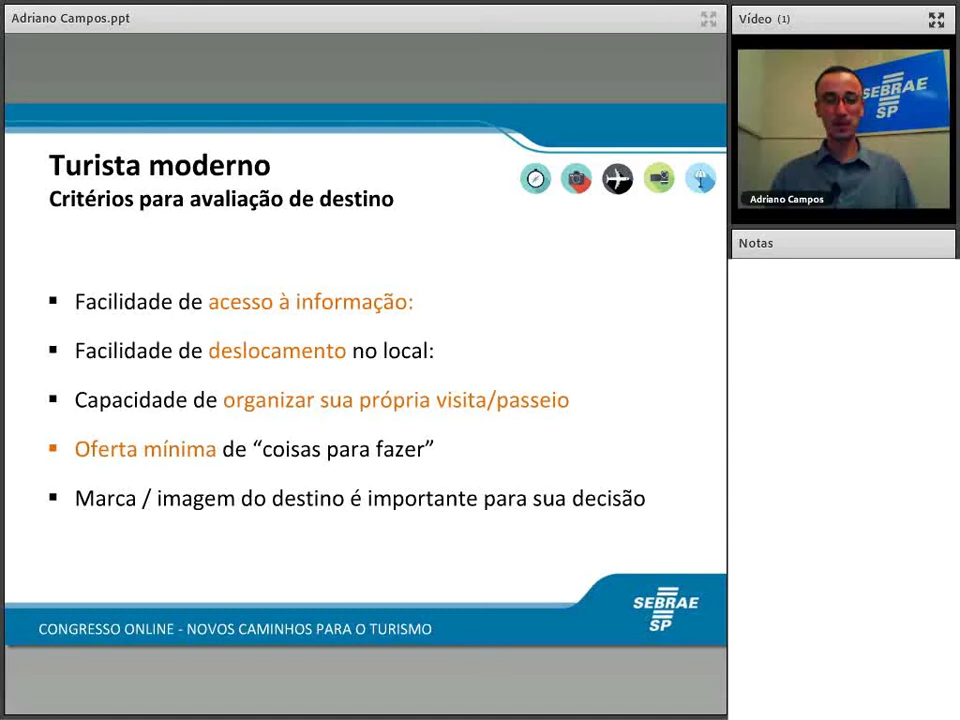 Adriano Campos.ppt
Vídeo (1)
SEBRAE
SP
Adriano Campos
Notas
Turista moderno
Critérios para avaliação de destino
▪ Facilidade de acesso à informação:
▪ Facilidade de deslocamento no local:
▪ Capacidade de organizar sua própria visita/passeio
▪ Oferta mínima de “coisas para fazer”
▪ Marca / imagem do destino é importante para sua decisão
SEBRAE
SP
CONGRESSO ONLINE - NOVOS CAMINHOS PARA O TURISMO